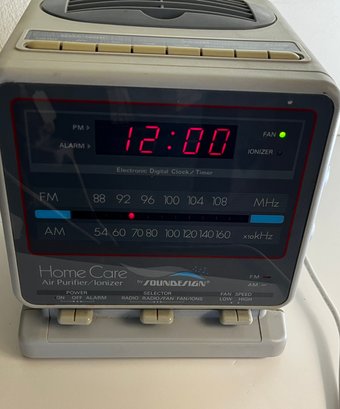 PM
12:00
FAN
ALARM
IONIZER
Electronic Digital Clock/Timer
FM 88 92 96 100 104 108 MHz
AM 54 60 70 80 100 120 140 160 x10kHz
Home Care by SOUNDESIGN®
Air Purifier/Ionizer
FM
AM
POWER SELECTOR FAN SPEED
ON OFF ALARM RADIO RADIO/FAN FAN/IONS LOW HIGH